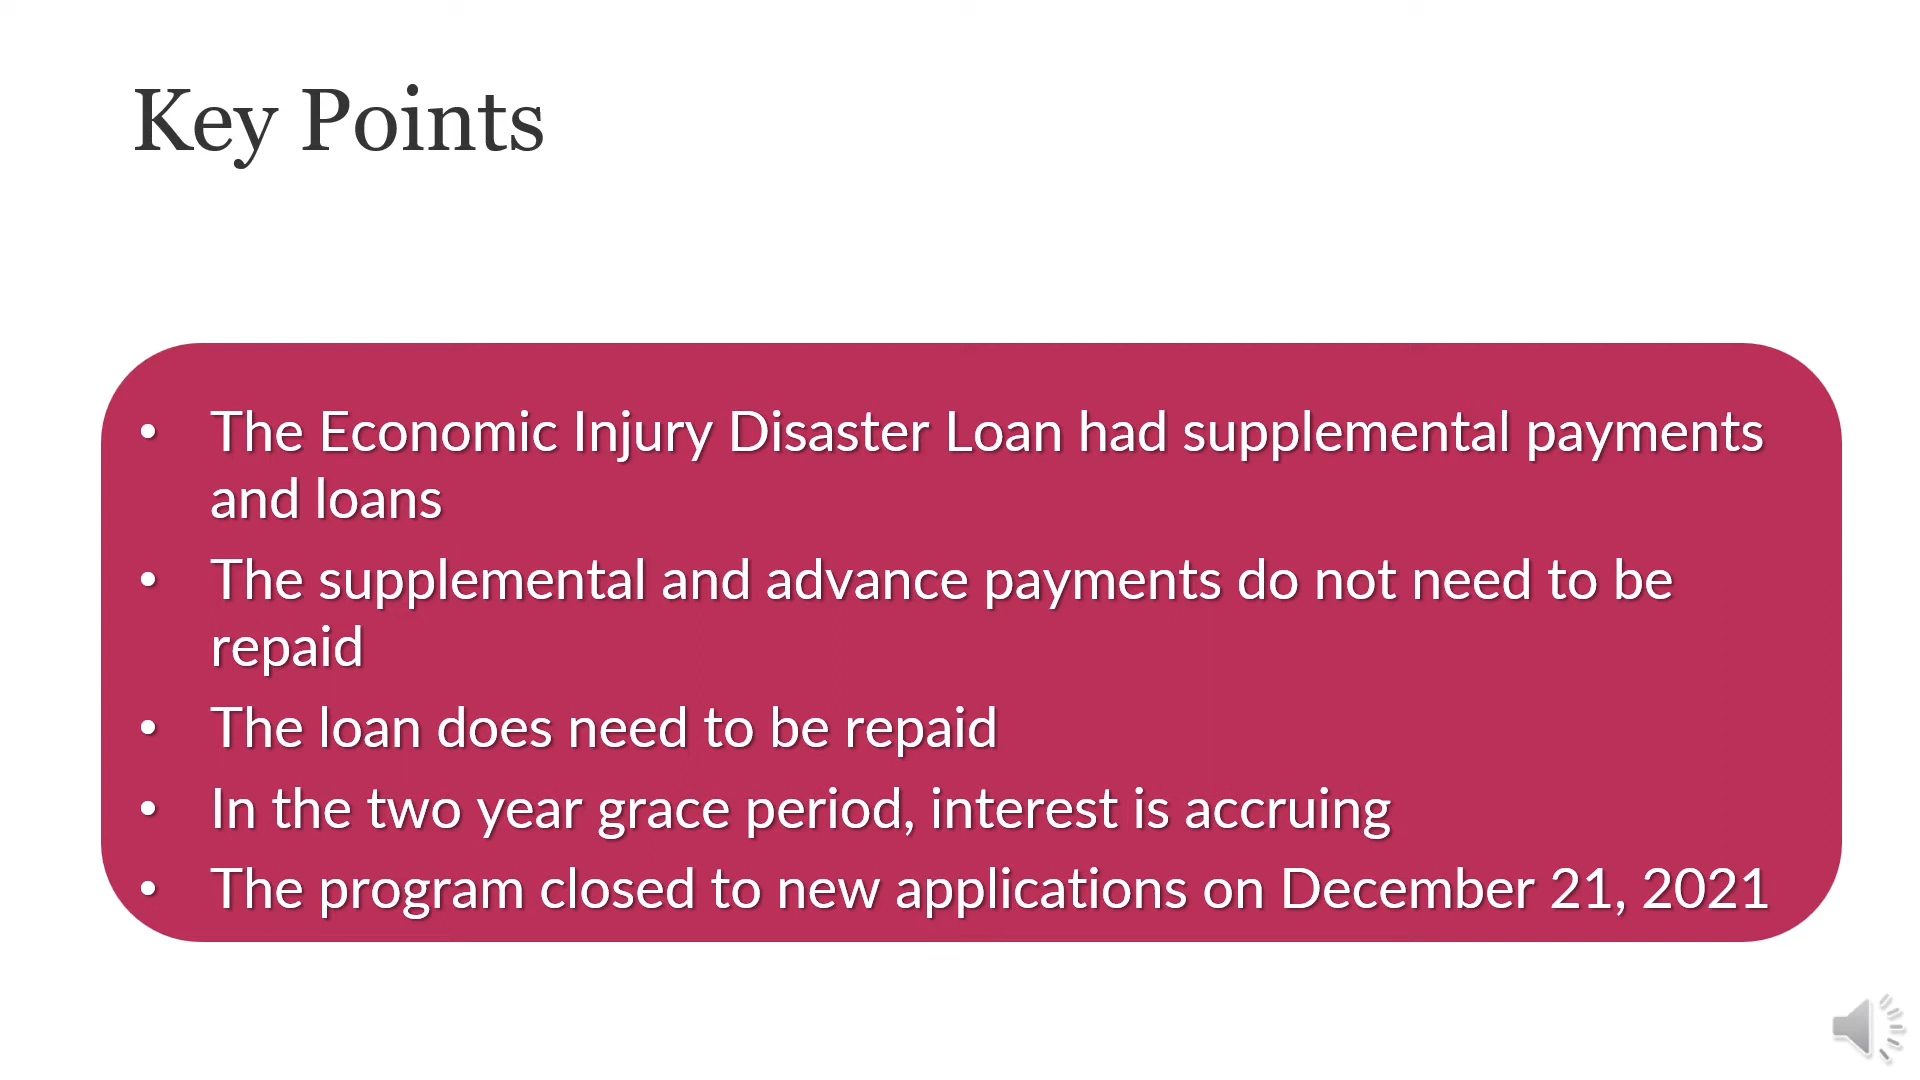 Key Points
• The Economic Injury Disaster Loan had supplemental payments
and loans
• The supplemental and advance payments do not need to be
repaid
• The loan does need to be repaid
• In the two year grace period, interest is accruing
• The program closed to new applications on December 21, 2021